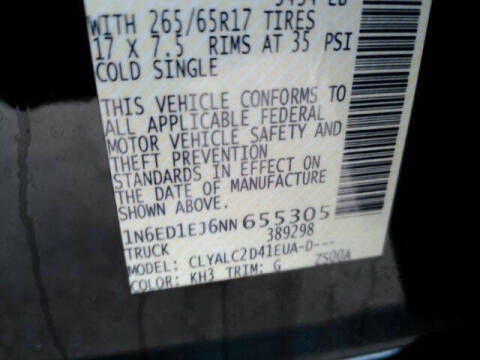 WITH 265/65R17 TIRES
17 X 7.5 RIMS AT 35 PSI
COLD SINGLE
THIS VEHICLE CONFORMS TO
ALL APPLICABLE FEDERAL
MOTOR VEHICLE SAFETY AND
THEFT PREVENTION
STANDARDS IN EFFECT ON
THE DATE OF MANUFACTURE
SHOWN ABOVE.
1N6ED1EJ6NN655305
TRUCK 389298
MODEL: CLYALC2D41EUA-D---
COLOR: KH3 TRIM: G ZS00A